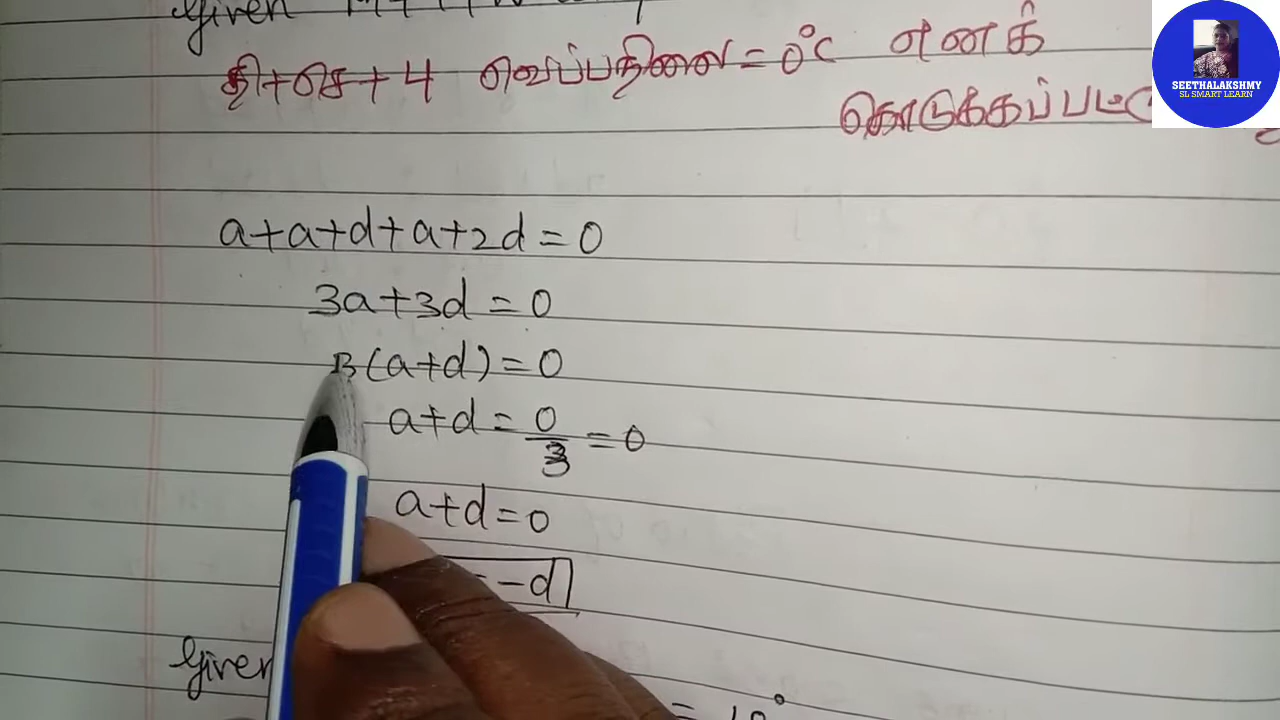 Given
தி+செ+4 வெப்பநிலை=0°C எனக்
கொடுக்கப்பட்டு
SEETHALAKSHMY
SL SMART LEARN
a+a+d+a+2d=0
3a+3d=0
3(a+d)=0
a+d=0/3=0
a+d=0
=-d
Given